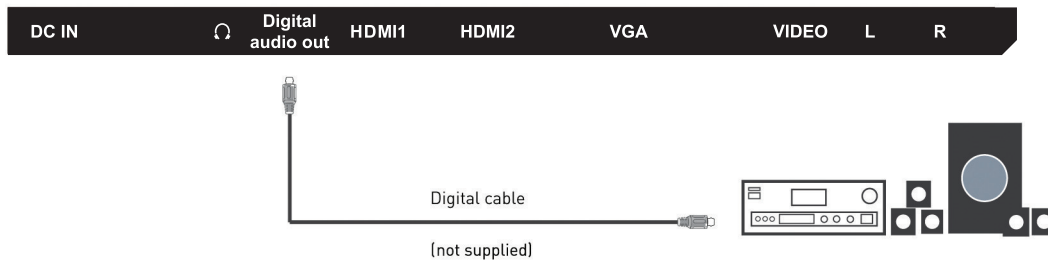 DC IN
Digital
audio out
HDMI1
HDMI2
VGA
VIDEO
L
R
Digital cable
(not supplied)